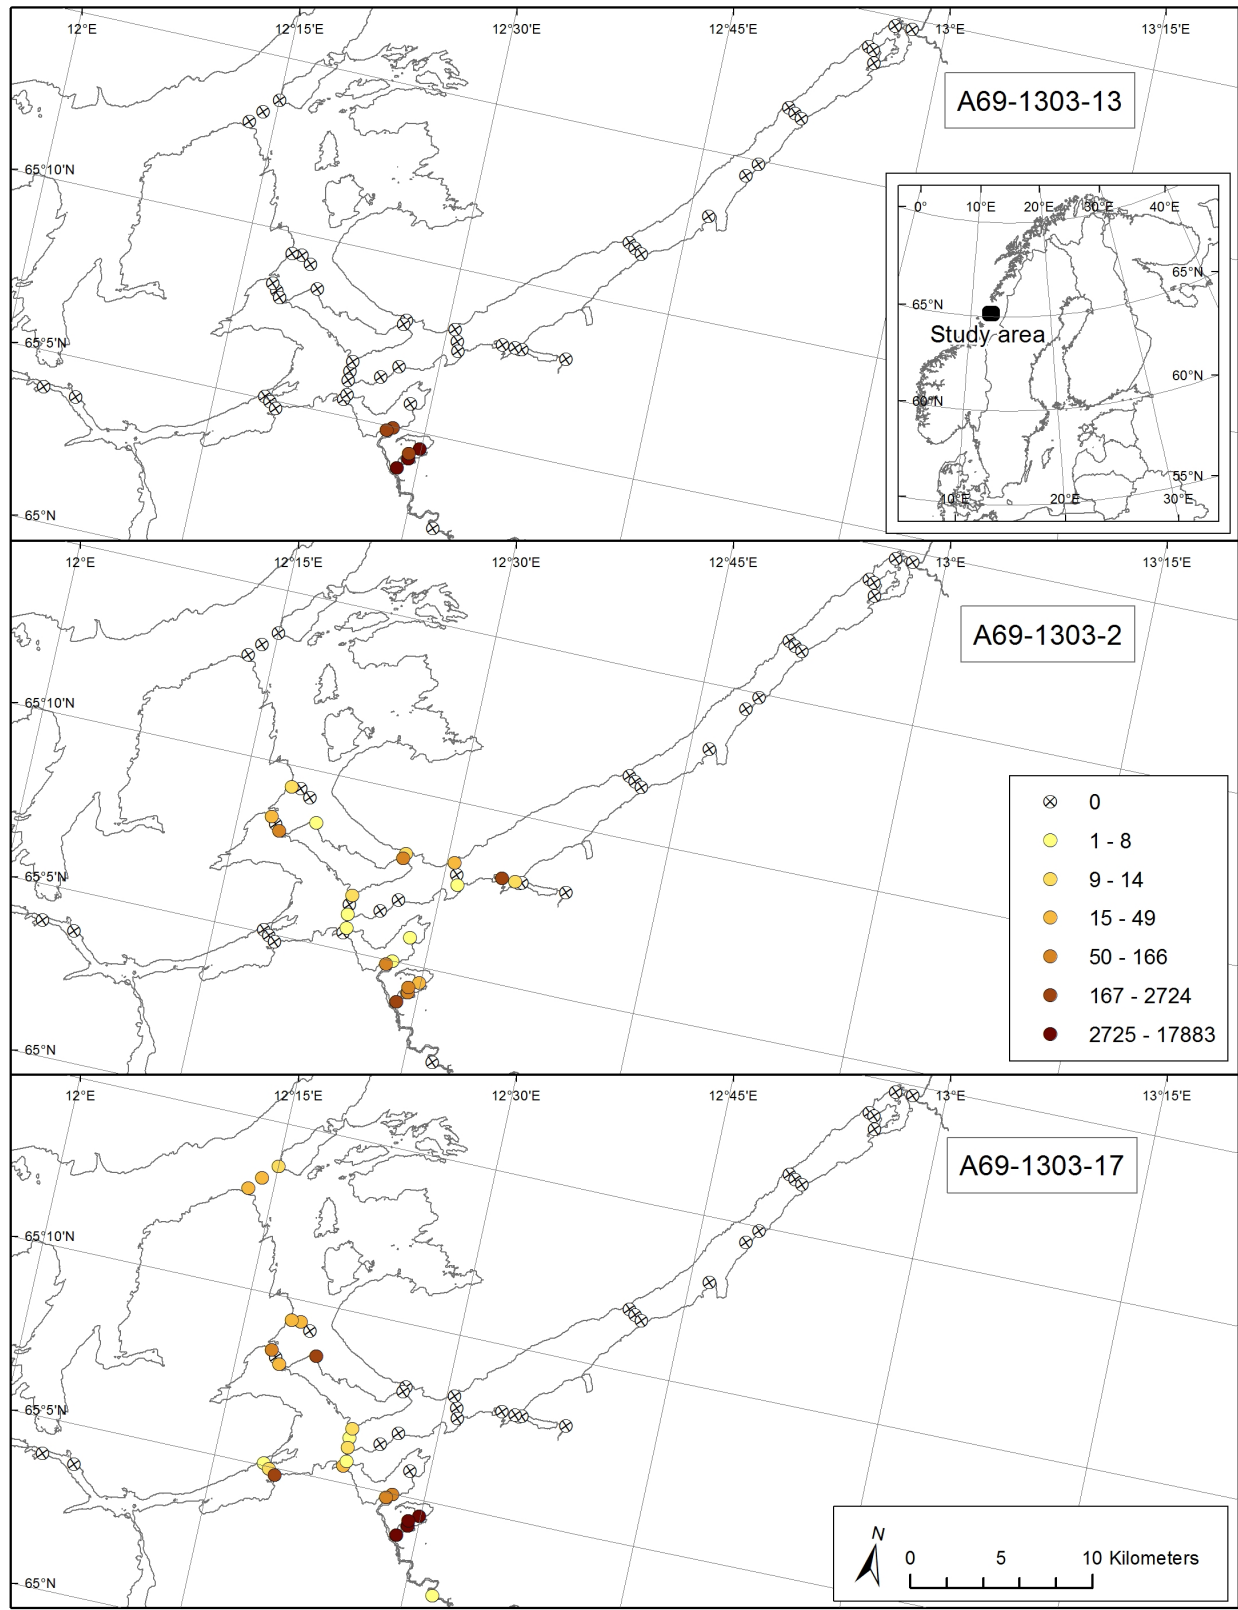 12°E 12°15'E 12°30'E 12°45'E 13°E 13°15'E
A69-1303-13
65°10'N
0° 10°E 20°E 30°E 40°E
65°N
65°N
Study area
65°5'N
60°N
60°N
55°N
10°E 20°E 30°E
65°N
12°E 12°15'E 12°30'E 12°45'E 13°E 13°15'E
A69-1303-2
65°10'N
0
1 - 8
65°5'N
9 - 14
15 - 49
50 - 166
167 - 2724
2725 - 17883
65°N
12°E 12°15'E 12°30'E 12°45'E 13°E 13°15'E
A69-1303-17
65°10'N
65°5'N
N
0 5 10 Kilometers
65°N